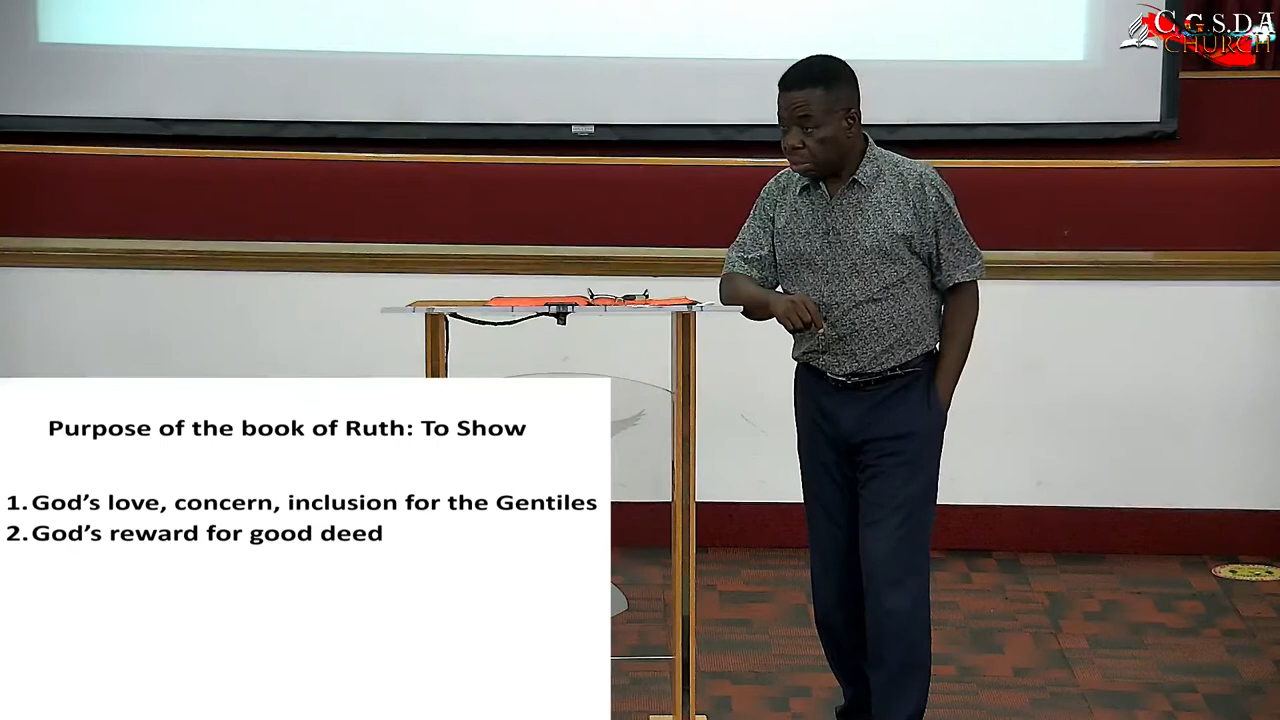 C.G.S.D.A
CHURCH
Purpose of the book of Ruth: To Show
1. God's love, concern, inclusion for the Gentiles
2. God's reward for good deed